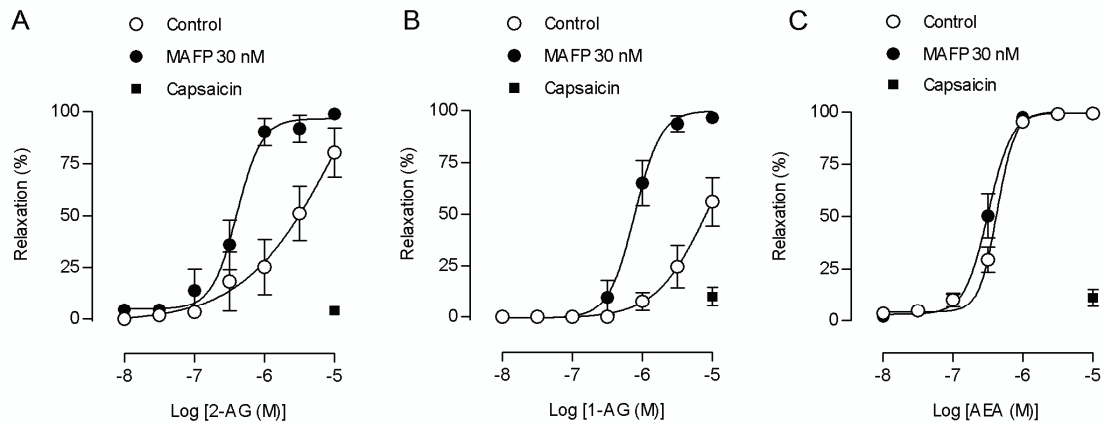 A
Control
MAFP 30 nM
Capsaicin
100
75
50
25
0
Relaxation (%)
-8
-7
-6
-5
Log [2-AG (M)]
B
Control
MAFP 30 nM
Capsaicin
100
75
50
25
0
Relaxation (%)
-8
-7
-6
-5
Log [1-AG (M)]
C
Control
MAFP 30 nM
Capsaicin
100
75
50
25
0
Relaxation (%)
-8
-7
-6
-5
Log [AEA (M)]